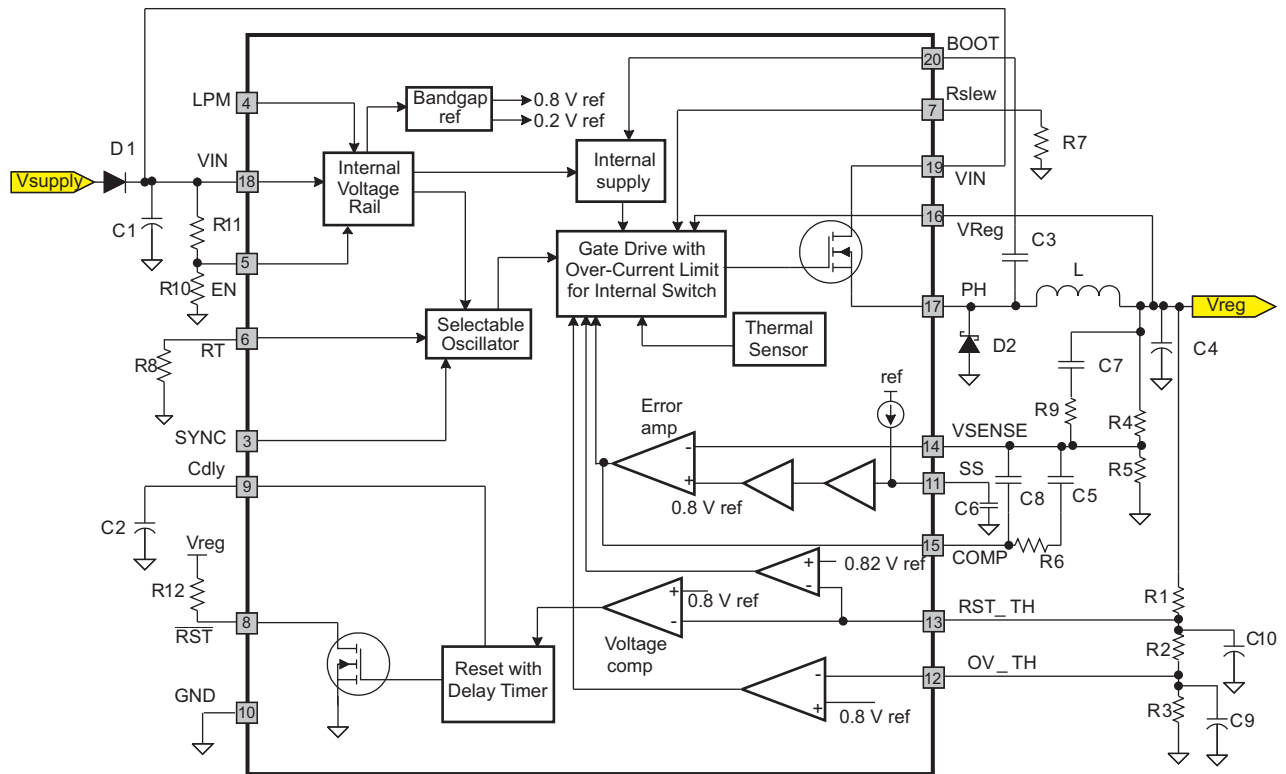 BOOT
20
LPM
4
Bandgap
ref
0.8 V ref
0.2 V ref
Rslew
7
R7
D1
VIN
Vsupply
18
Internal
Voltage
Rail
Internal
supply
19
VIN
C1
R11
16
VReg
C3
5
R10
EN
Gate Drive with
Over-Current Limit
for Internal Switch
PH
17
L
Vreg
6
RT
R8
Selectable
Oscillator
Thermal
Sensor
D2
C7
C4
ref
R9
R4
SYNC
3
Error
amp
-
14
VSENSE
Cdly
9
+
0.8 V ref
SS
11
C6
C8
C5
R5
C2
Vreg
15
COMP
R6
R12
+
0.82 V ref
-
+
0.8 V ref
-
R1
RST
8
Voltage
comp
RST_TH
13
R2
C10
Reset with
Delay Timer
OV_TH
12
-
+
0.8 V ref
GND
10
R3
C9